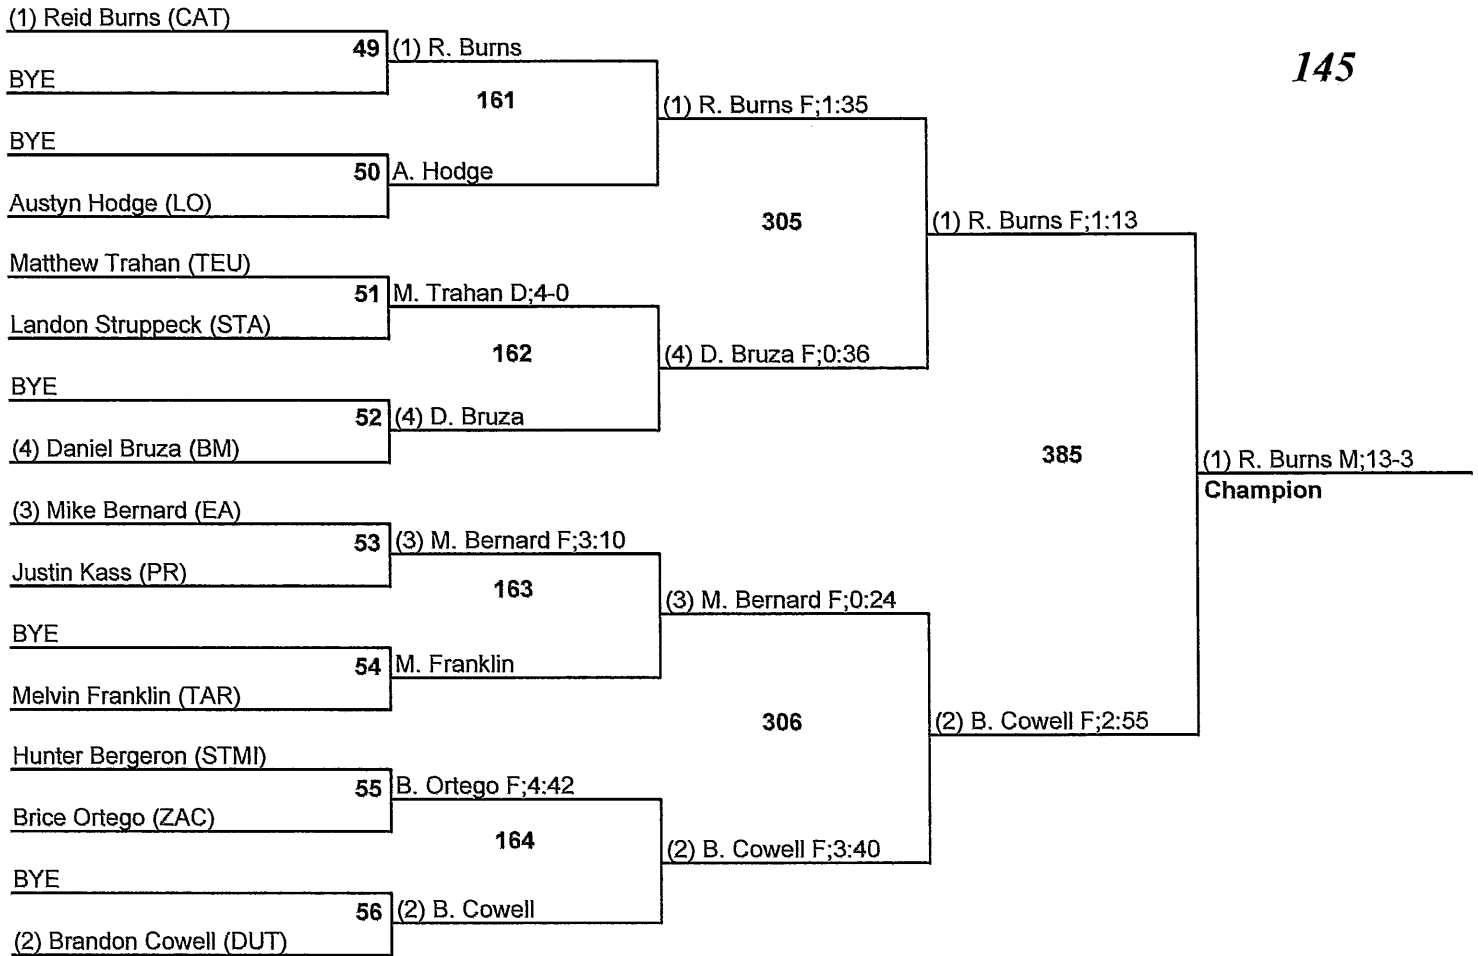 (1) Reid Burns (CAT)
49 (1) R. Burns
145
BYE
161
(1) R. Burns F;1:35
BYE
50 A. Hodge
Austyn Hodge (LO)
305
(1) R. Burns F;1:13
Matthew Trahan (TEU)
51 M. Trahan D;4-0
Landon Struppeck (STA)
162
(4) D. Bruza F;0:36
BYE
52 (4) D. Bruza
(4) Daniel Bruza (BM)
385
(1) R. Burns M;13-3
Champion
(3) Mike Bernard (EA)
53 (3) M. Bernard F;3:10
Justin Kass (PR)
163
(3) M. Bernard F;0:24
BYE
54 M. Franklin
Melvin Franklin (TAR)
306
(2) B. Cowell F;2:55
Hunter Bergeron (STMI)
55 B. Ortego F;4:42
Brice Ortego (ZAC)
164
(2) B. Cowell F;3:40
BYE
56 (2) B. Cowell
(2) Brandon Cowell (DUT)